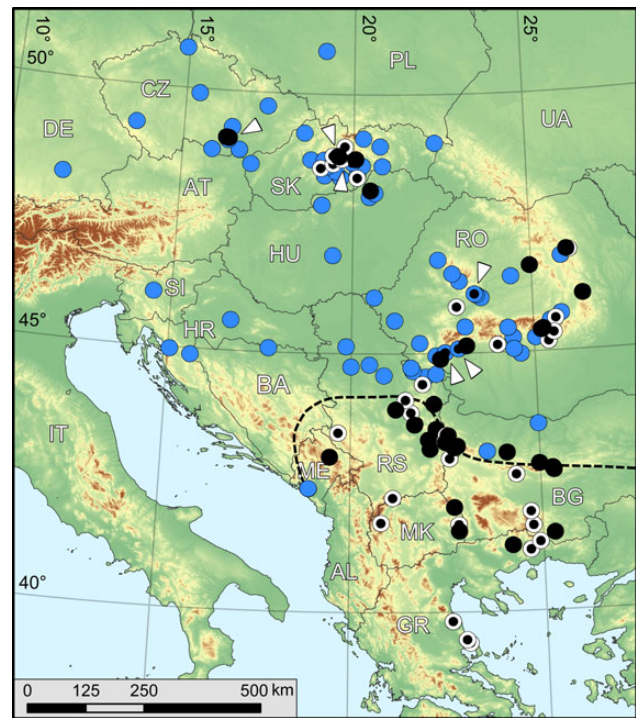 10° 15° 20° 25°
50°
PL
CZ
DE
UA
SK
AT
HU
RO
SI
45°
HR
BA
IT
RS
ME
BG
MK
AL
40°
GR
0 125 250 500 km